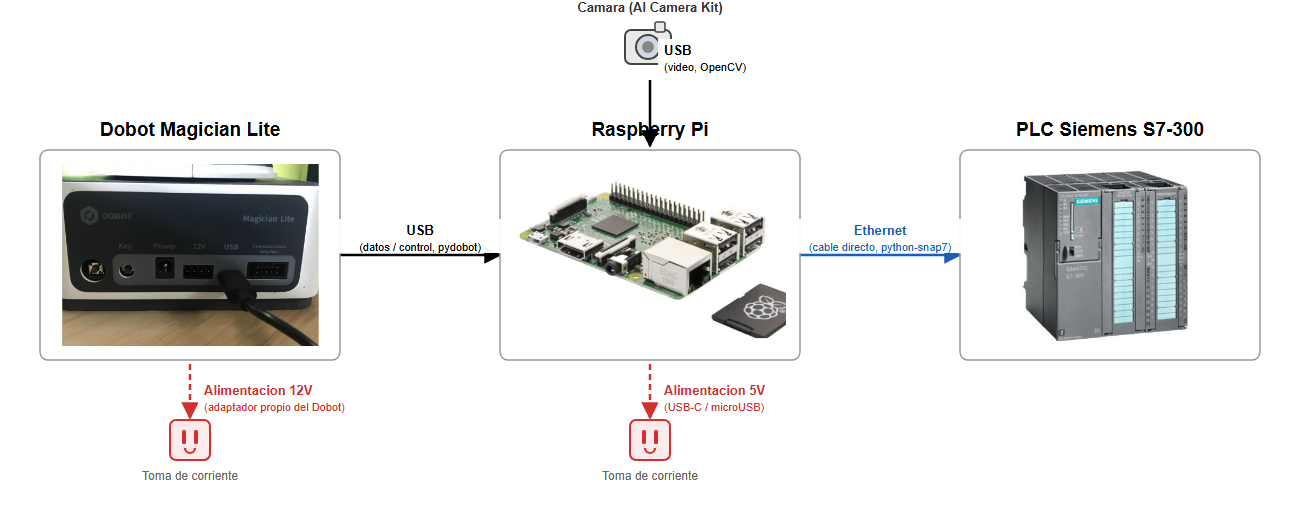 Camara (AI Camera Kit)
USB
(video, OpenCV)
Dobot Magician Lite
Raspberry Pi
PLC Siemens S7-300
DOBOT
Magician Lite
Key
Power
12V
USB
SIEMENS
SIMATIC
S7-300
USB
(datos / control, pydobot)
Ethernet
(cable directo, python-snap7)
Alimentacion 12V
(adaptador propio del Dobot)
Alimentacion 5V
(USB-C / microUSB)
Toma de corriente
Toma de corriente